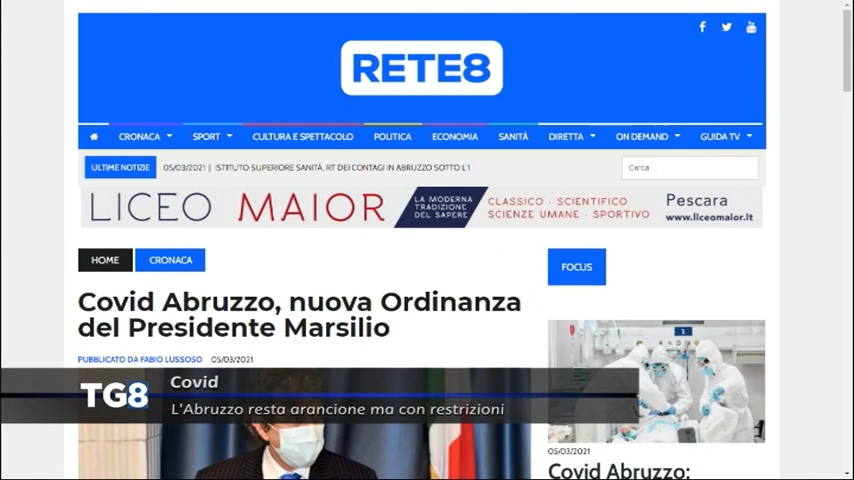 RETE8
CRONACA
SPORT
CULTURA E SPETTACOLO
POLITICA
ECONOMIA
SANITÀ
DIRETTA
ON DEMAND
GUIDA TV
ULTIME NOTIZIE
05/03/2021 | ISTITUTO SUPERIORE SANITÀ, RT DEI CONTAGI IN ABRUZZO SOTTO L'1
Cerca ...
LICEO MAIOR
LA MODERNA
TRADIZIONE
DEL SAPERE
CLASSICO · SCIENTIFICO
SCIENZE UMANE · SPORTIVO
Pescara
www.liceomaior.it
HOME
CRONACA
FOCUS
Covid Abruzzo, nuova Ordinanza
del Presidente Marsilio
PUBBLICATO DA FABIO LUSSOSO 05/03/2021
TG8
Covid
L'Abruzzo resta arancione ma con restrizioni
1
05/03/2021
Covid Abruzzo: